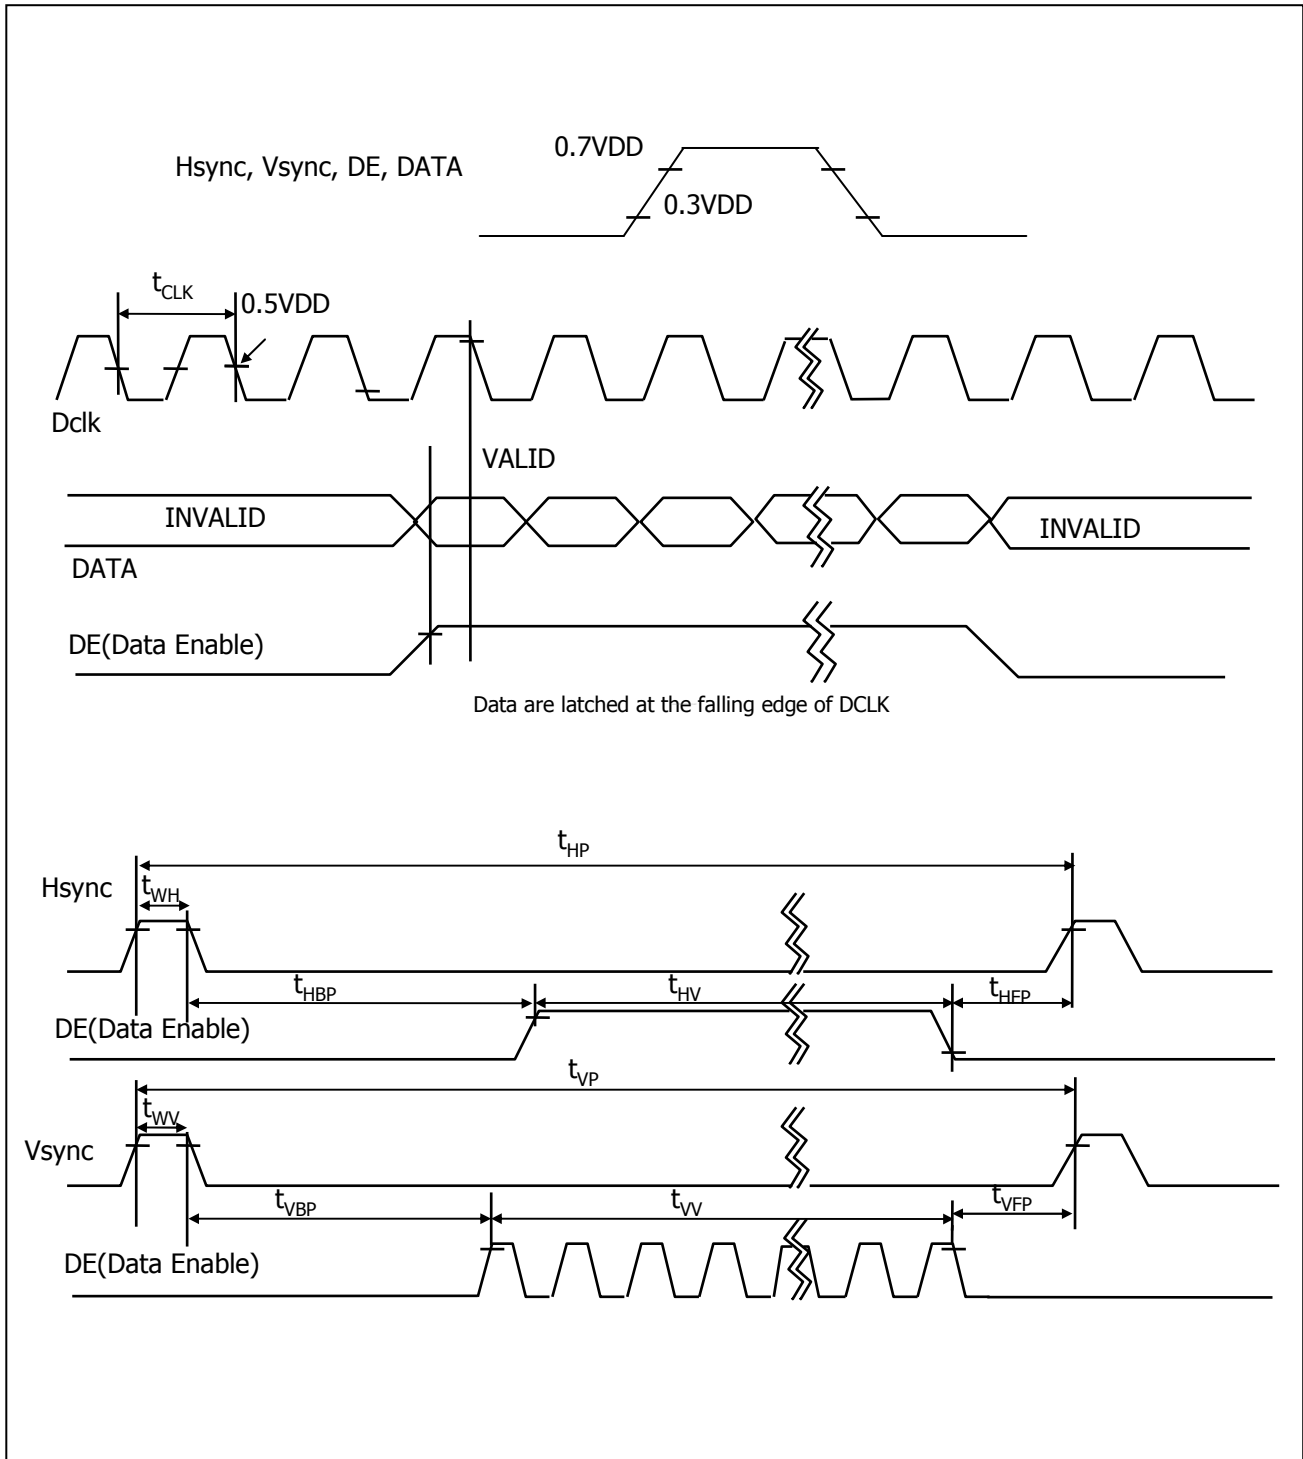 0.7VDD
Hsync, Vsync, DE, DATA
0.3VDD
tCLK
0.5VDD
Dclk
VALID
INVALID
INVALID
DATA
DE(Data Enable)
Data are latched at the falling edge of DCLK
tHP
Hsync
tWH
tHBP
tHV
tHFP
DE(Data Enable)
tVP
tWV
Vsync
tVBP
tVV
tVFP
DE(Data Enable)